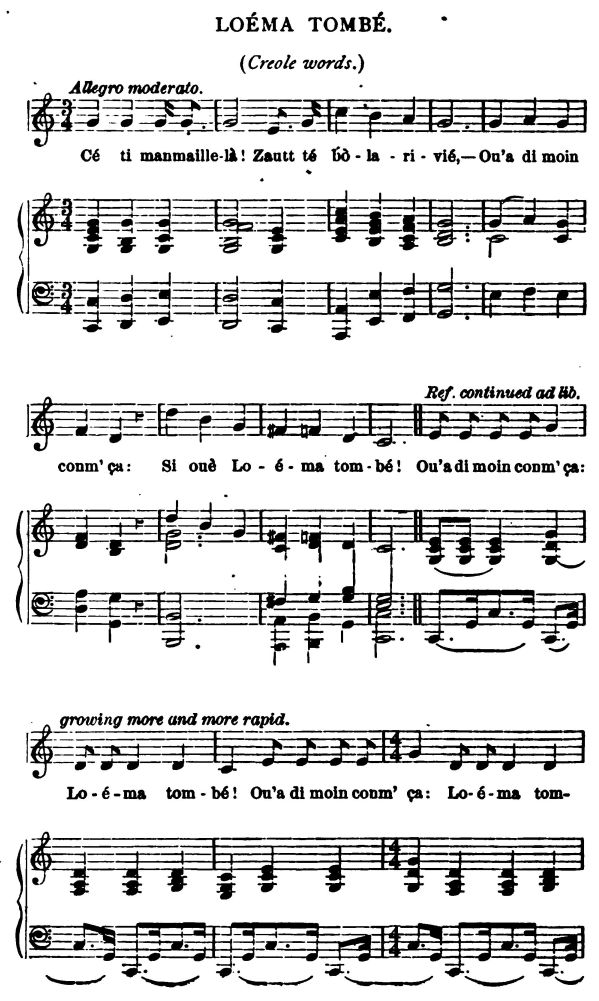 LOÉMA TOMBÉ.
(Creole words.)
Allegro moderato.
Cé ti manmaille-là! Zautt té bò-la-ri-vié,—Ou'a di moin
Ref. continued ad lib.
conm' ça: Si ouè Lo-é-ma tom-bé! Ou'a di moin conm' ça:
growing more and more rapid.
Lo-é-ma tom-bé! Ou'a di moin conm' ça: Lo-é-ma tom-